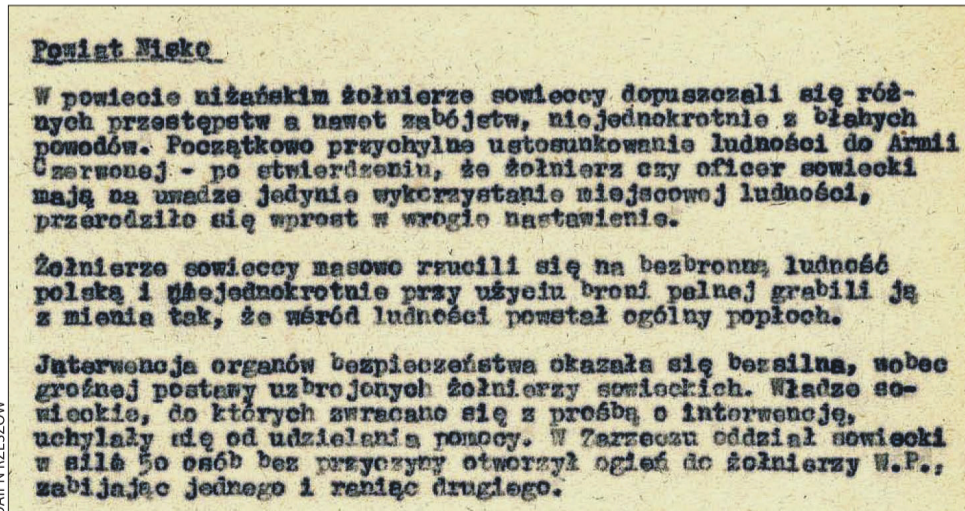 Powiat Nisko
W powiecie niżańskim żołnierze sowieccy dopuszczali się róż-
nych przestępstw a nawet zabójstw, niejednokrotnie z błahych
powodów. Początkowo przychylne ustosunkowanie ludności do Armii
Czerwonej - po stwierdzeniu, że żołnierz czy oficer sowiecki
mają na uwadze jedynie wykorzystanie miejscowej ludności,
przerodziło się wprost w wrogie nastawienie.
Żołnierze sowieccy masowo rzucili się na bezbronną ludność
polską i niejednokrotnie przy użyciu broni palnej grabili ją
z mienia tak, że wśród ludności powstał ogólny popłoch.
Jnterwencja organów bezpieczeństwa okazała się bezsilna, wobec
groźnej postawy uzbrojonych żołnierzy sowieckich. Władze so-
wieckie, do których zwracano się z prośbą o interwencję,
uchylały się od udzielania pomocy. W Zarzeczu oddział sowiecki
w silé 50 osób bez przyczyny otworzył ogień do żołnierzy W.P.,
zabijając jednego i raniąc drugiego.
RZESZÓW